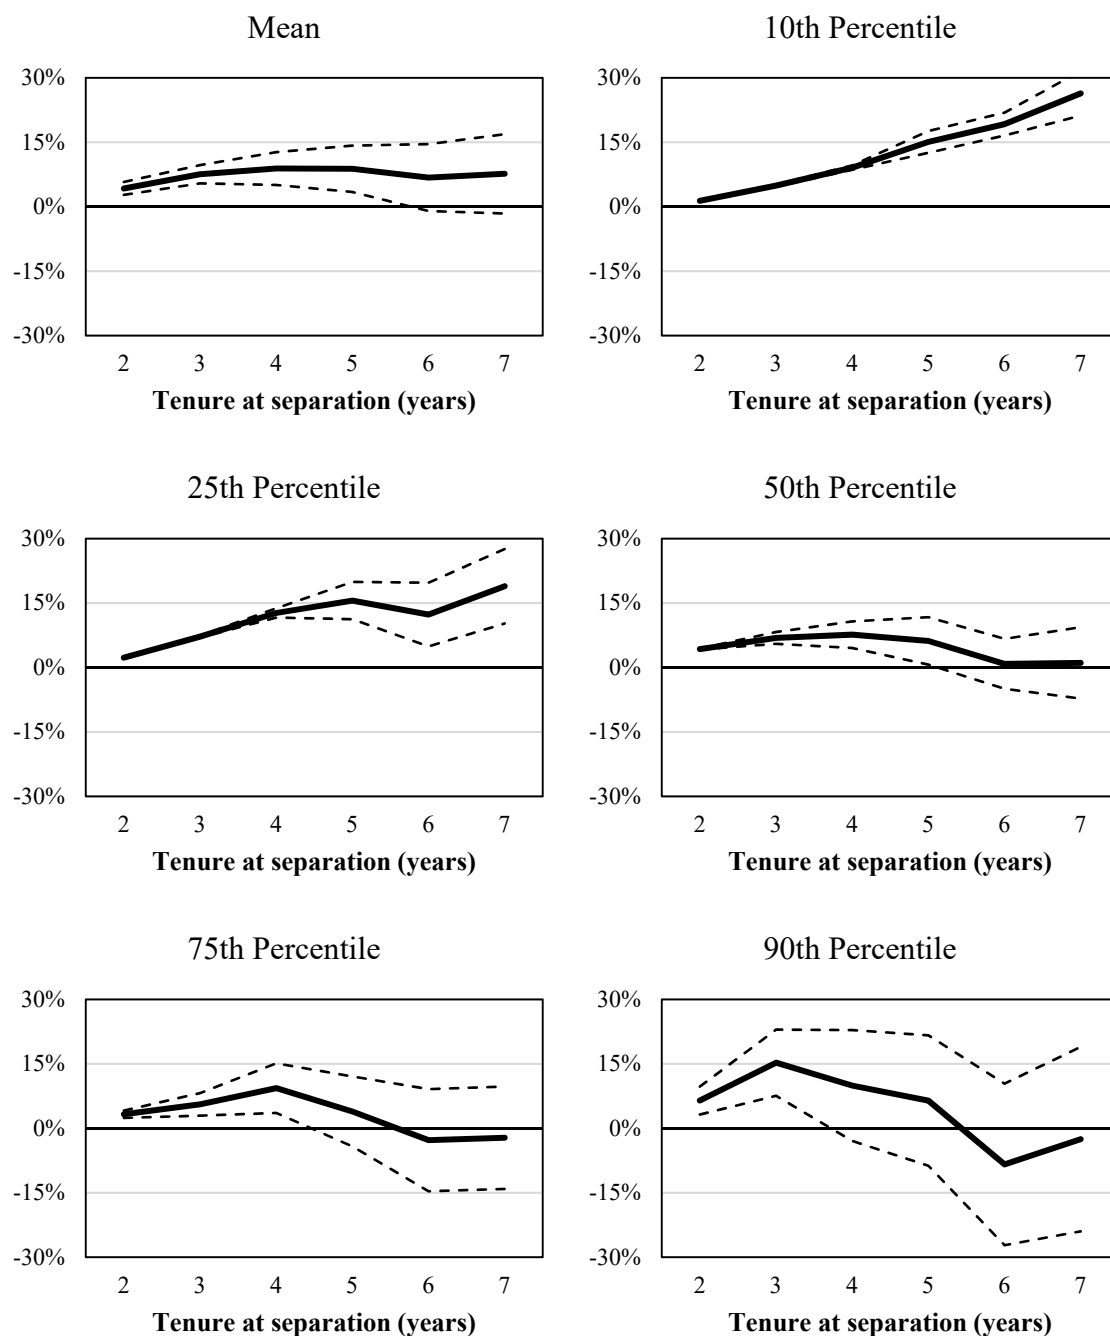 Mean
30%
15%
0%
-15%
-30%
2 3 4 5 6 7
Tenure at separation (years)
10th Percentile
30%
15%
0%
-15%
-30%
2 3 4 5 6 7
Tenure at separation (years)
25th Percentile
30%
15%
0%
-15%
-30%
2 3 4 5 6 7
Tenure at separation (years)
50th Percentile
30%
15%
0%
-15%
-30%
2 3 4 5 6 7
Tenure at separation (years)
75th Percentile
30%
15%
0%
-15%
-30%
2 3 4 5 6 7
Tenure at separation (years)
90th Percentile
30%
15%
0%
-15%
-30%
2 3 4 5 6 7
Tenure at separation (years)